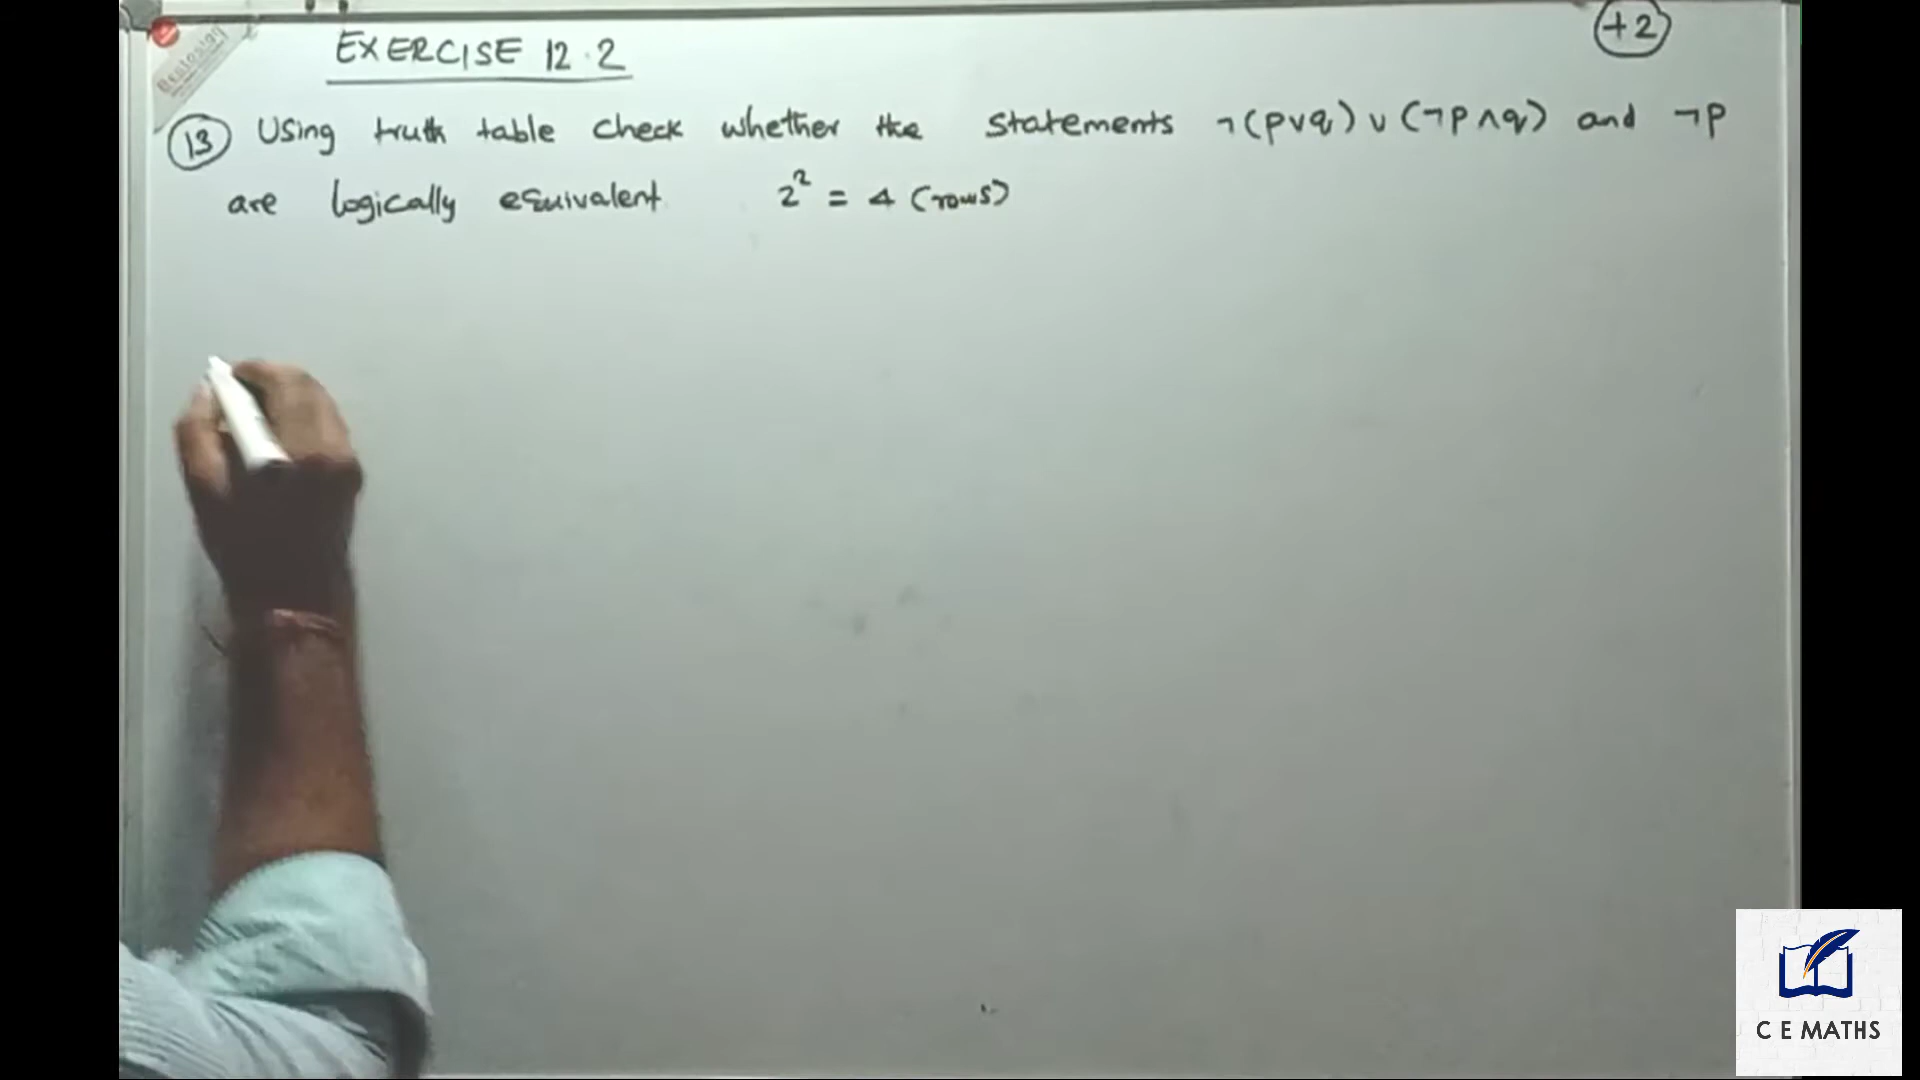 EXERCISE 12.2
+2
13 Using truth table check whether the statements ¬(p∨q)∨(¬p∧q) and ¬p
are logically equivalent 2² = 4 (rows)
C E MATHS